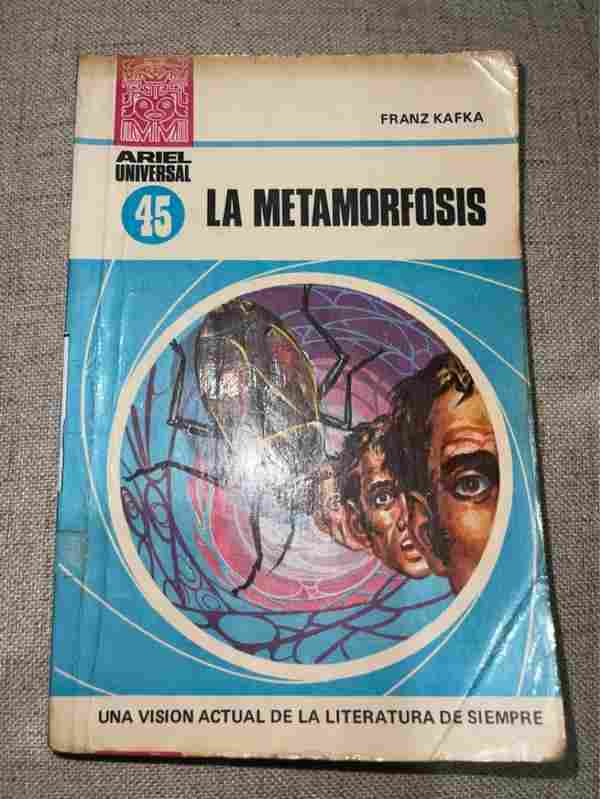 FRANZ KAFKA
ARIEL
UNIVERSAL
45
LA METAMORFOSIS
UNA VISION ACTUAL DE LA LITERATURA DE SIEMPRE